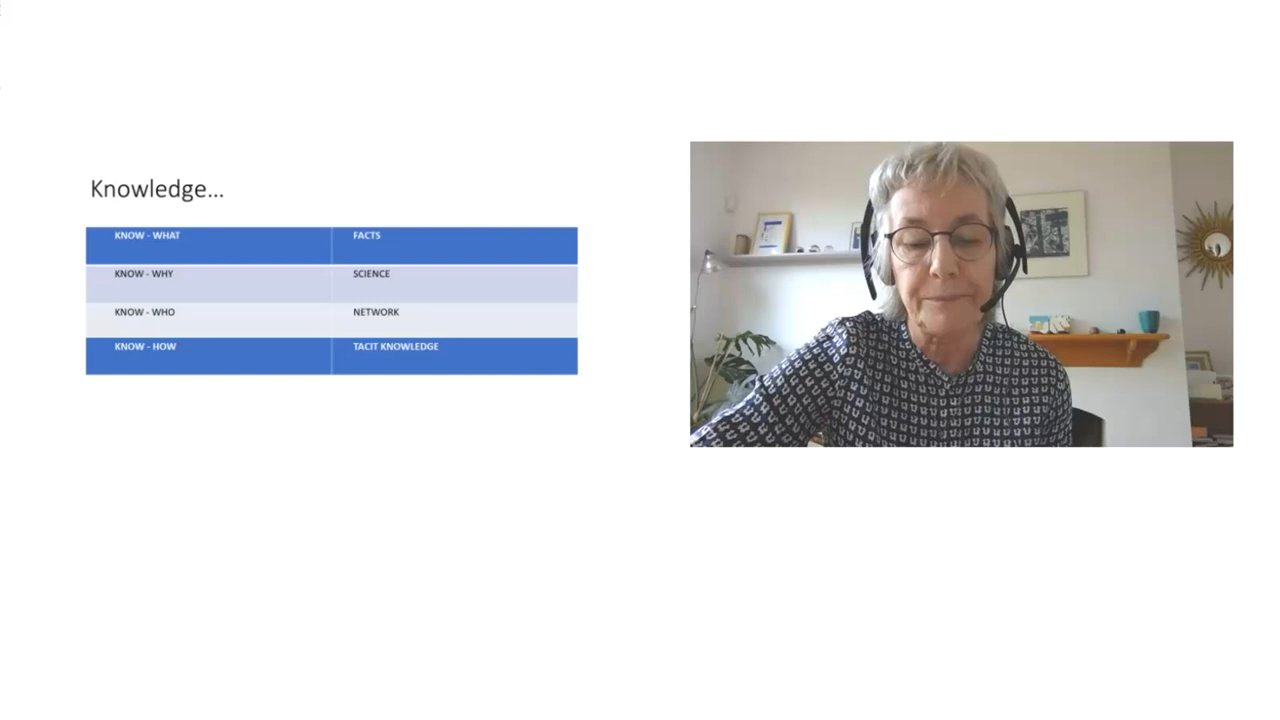 Knowledge...
KNOW - WHAT FACTS
KNOW - WHY SCIENCE
KNOW - WHO NETWORK
KNOW - HOW TACIT KNOWLEDGE